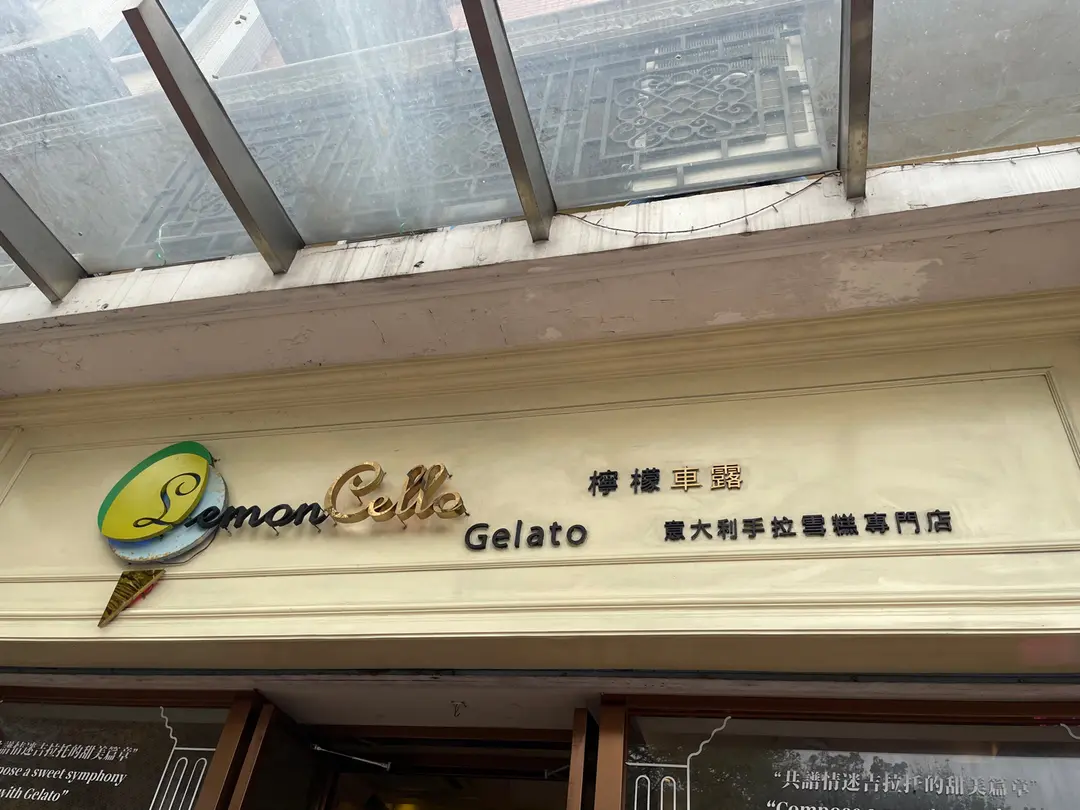 LemonCello
Gelato
檸檬車露
意大利手拉雪糕專門店
譜情迷吉拉托的甜美篇章”
a sweet symphony
with Gelato”
“共譜情迷吉拉托的甜美篇章”
“Compose a